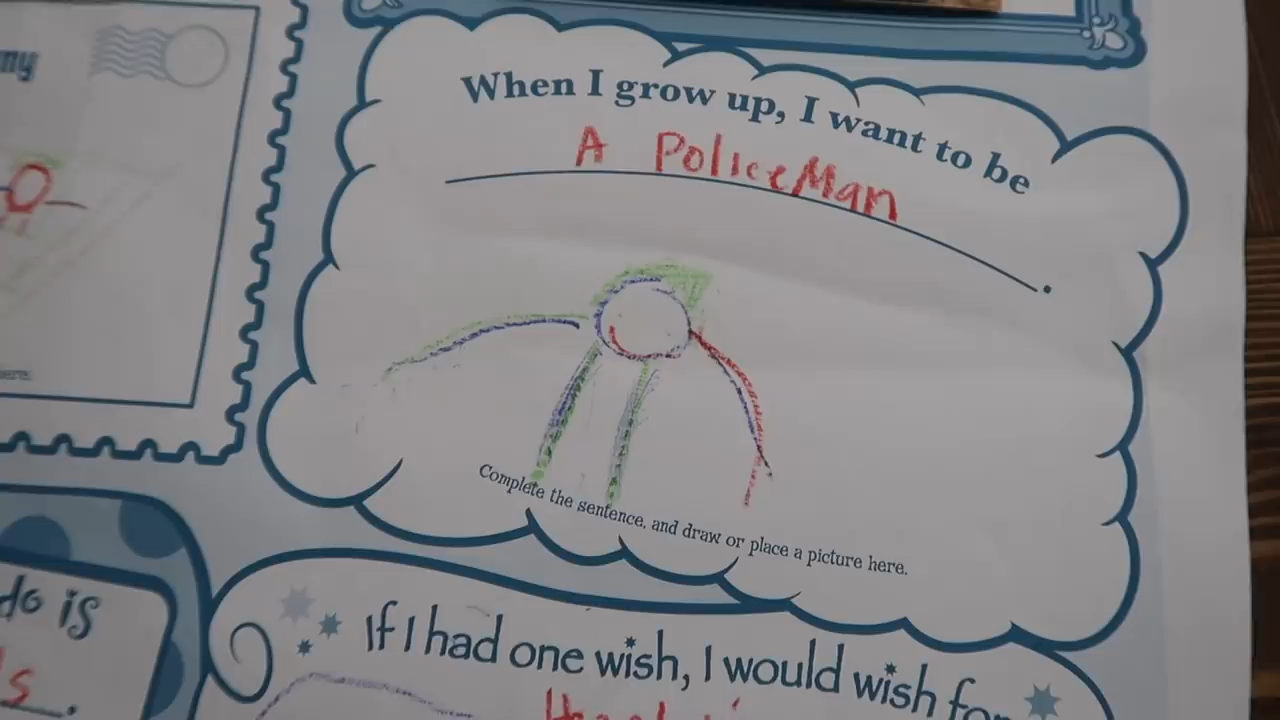 When I grow up, I want to be
A PoliceMan
.
Complete the sentence, and draw or place a picture here.
do is
s.
If I had one wish, I would wish for